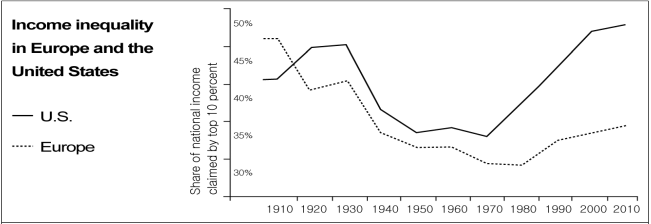 Income inequality
in Europe and the
United States
U.S.
Europe
Share of national income
claimed by top 10 percent
50%
45%
40%
35%
30%
1910 1920 1930 1940 1950 1960 1970 1980 1990 2000 2010